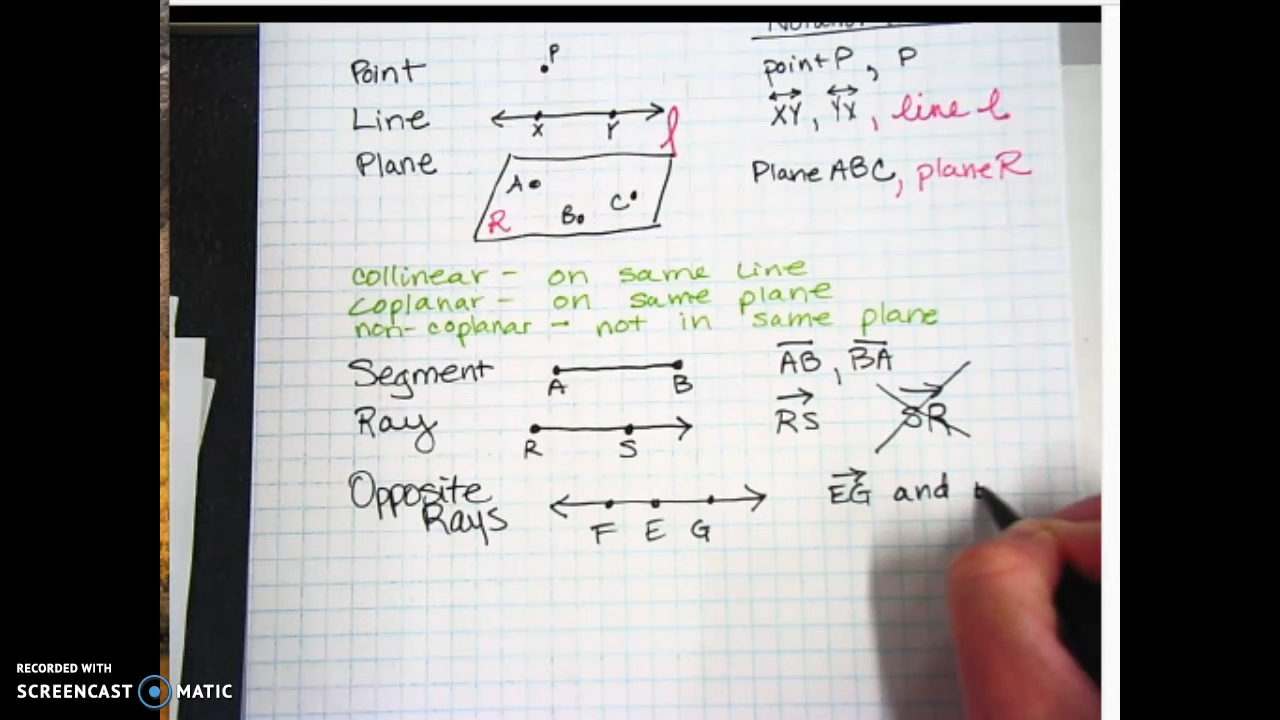 Point P point P, P
Line X Y l XY, YX, line l
Plane A B C R Plane ABC, plane R
collinear - on same line
coplanar - on same plane
non-coplanar - not in same plane
Segment A B AB, BA
Ray R S RS SR
Opposite Rays F E G EG and
RECORDED WITH
SCREENCAST MATIC